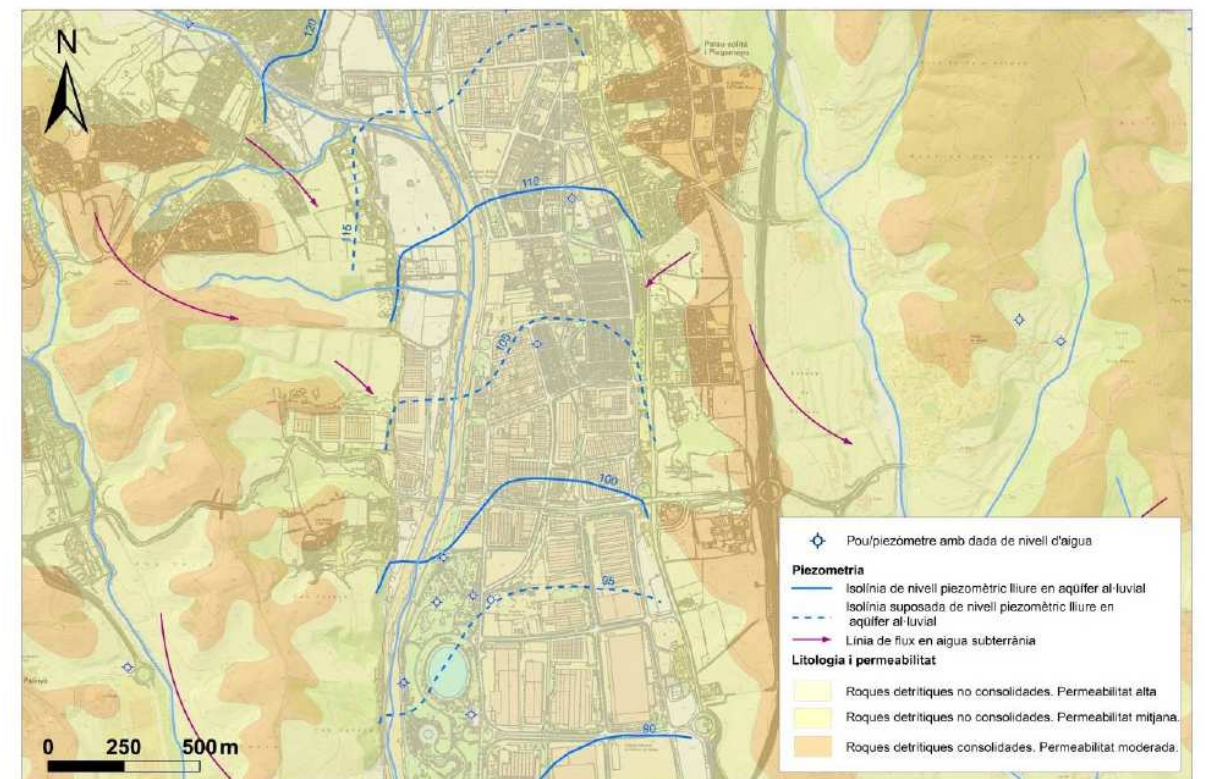 N
120
Palau-solità
i Plegamans
115
110
105
100
95
90
0 250 500 m
Pou/piezòmetre amb dada de nivell d'aigua
Piezometria
Isolínia de nivell piezomètric lliure en aqüífer al·luvial
Isolínia suposada de nivell piezomètric lliure en
aqüífer al·luvial
Línia de flux en aigua subterrània
Litologia i permeabilitat
Roques detrítiques no consolidades. Permeabilitat alta
Roques detrítiques no consolidades. Permeabilitat mitjana.
Roques detrítiques consolidades. Permeabilitat moderada.